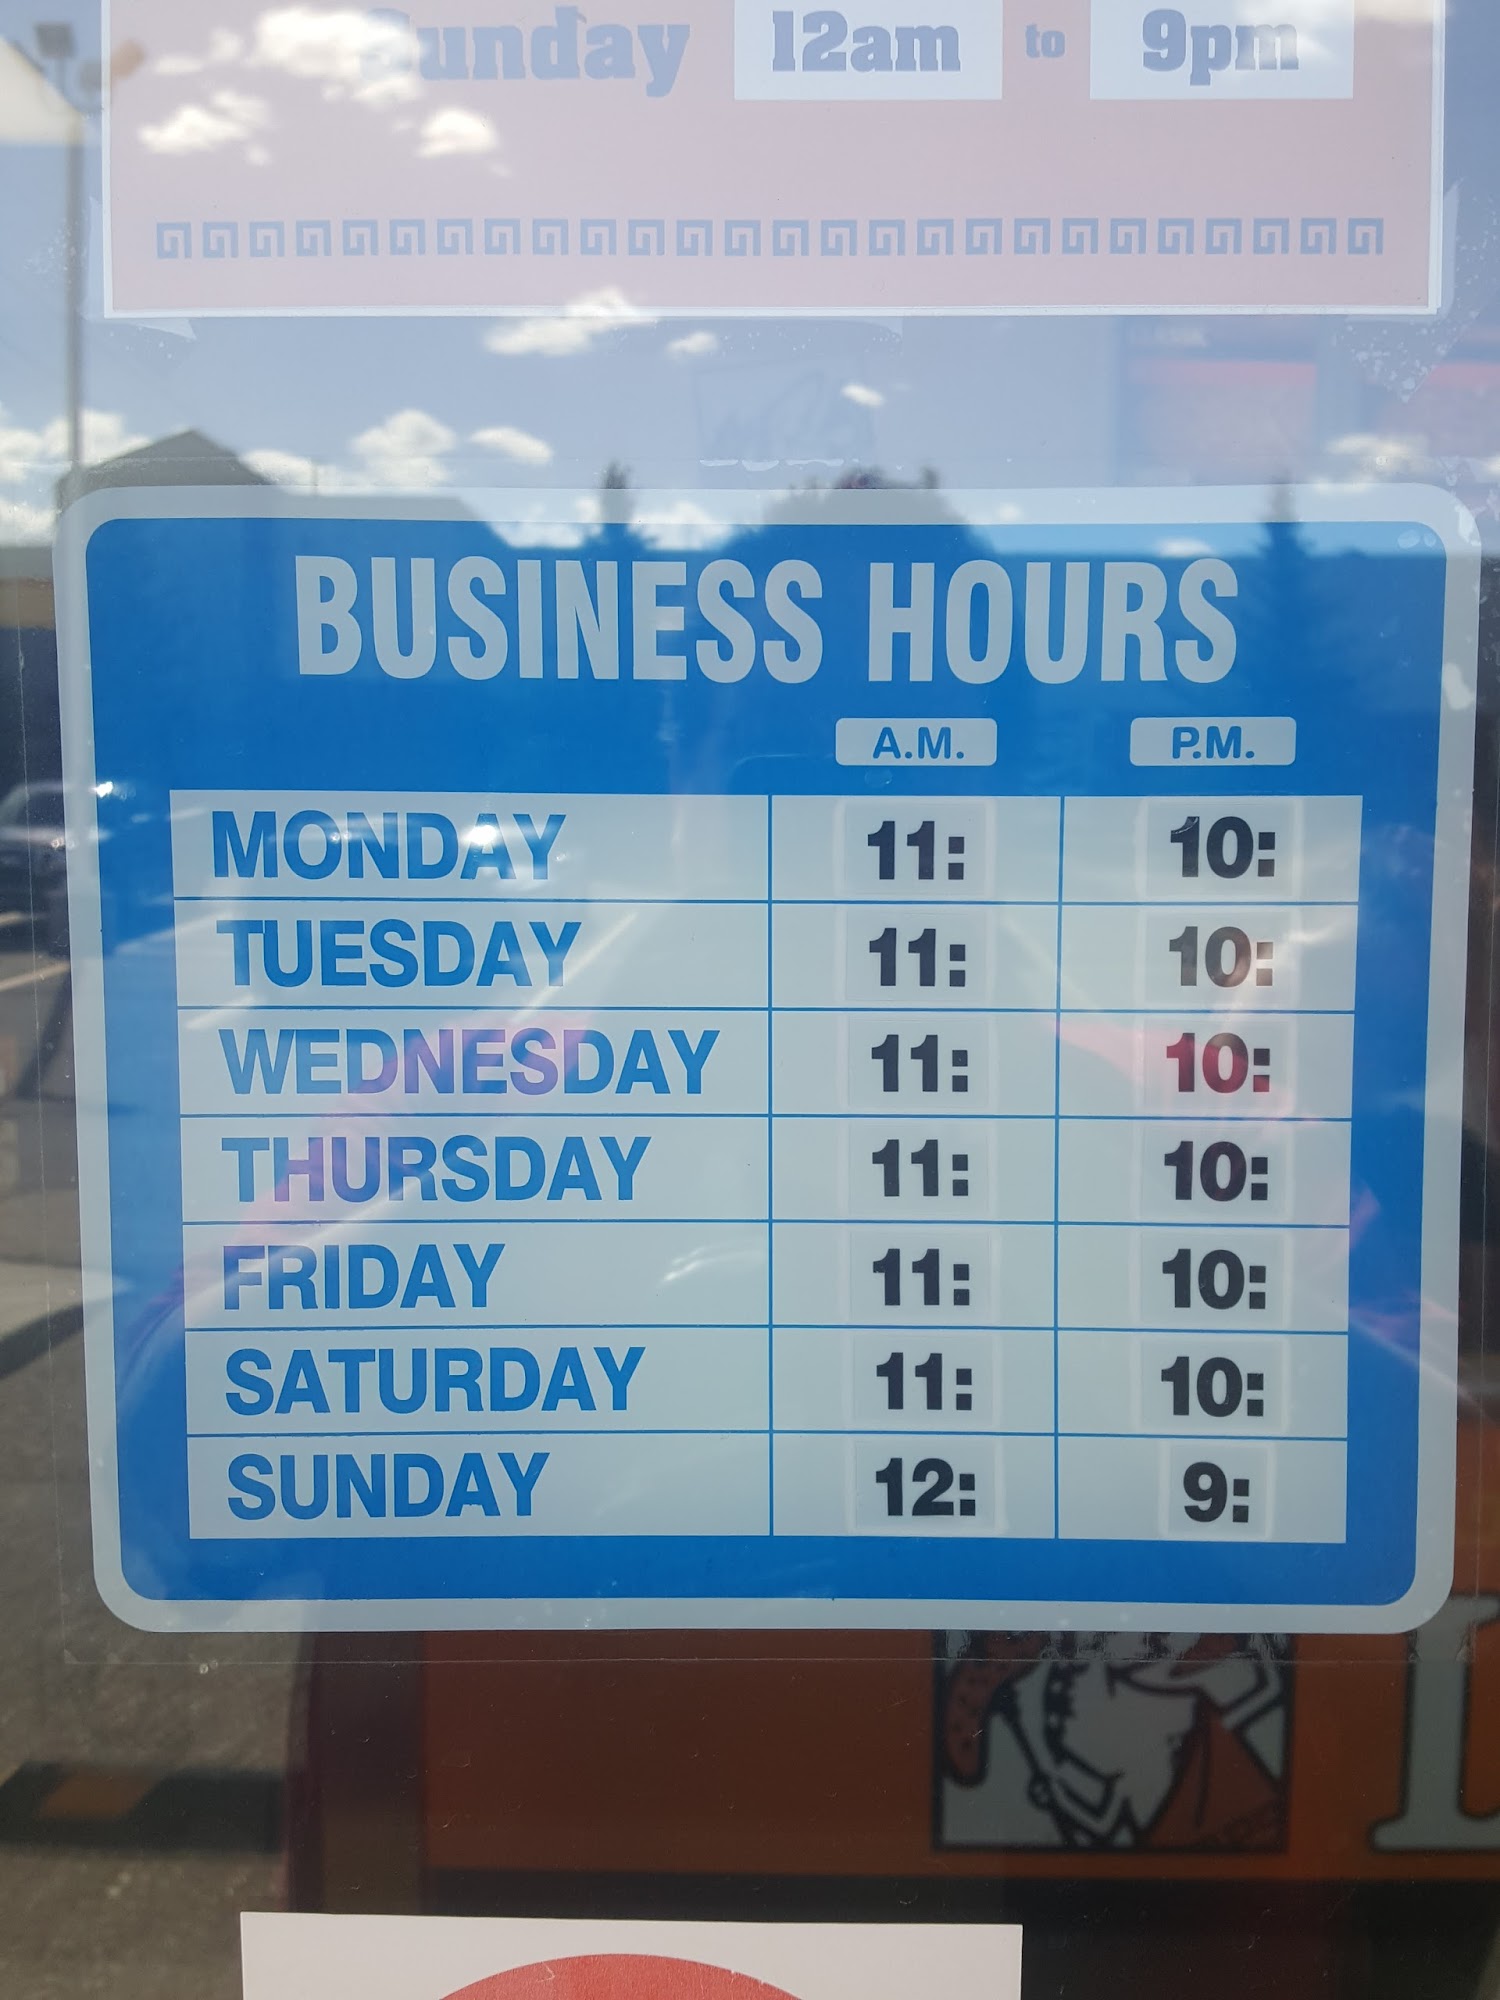 Sunday 12am to 9pm
BUSINESS HOURS
A.M. P.M.
MONDAY 11: 10:
TUESDAY 11: 10:
WEDNESDAY 11: 10:
THURSDAY 11: 10:
FRIDAY 11: 10:
SATURDAY 11: 10:
SUNDAY 12: 9: